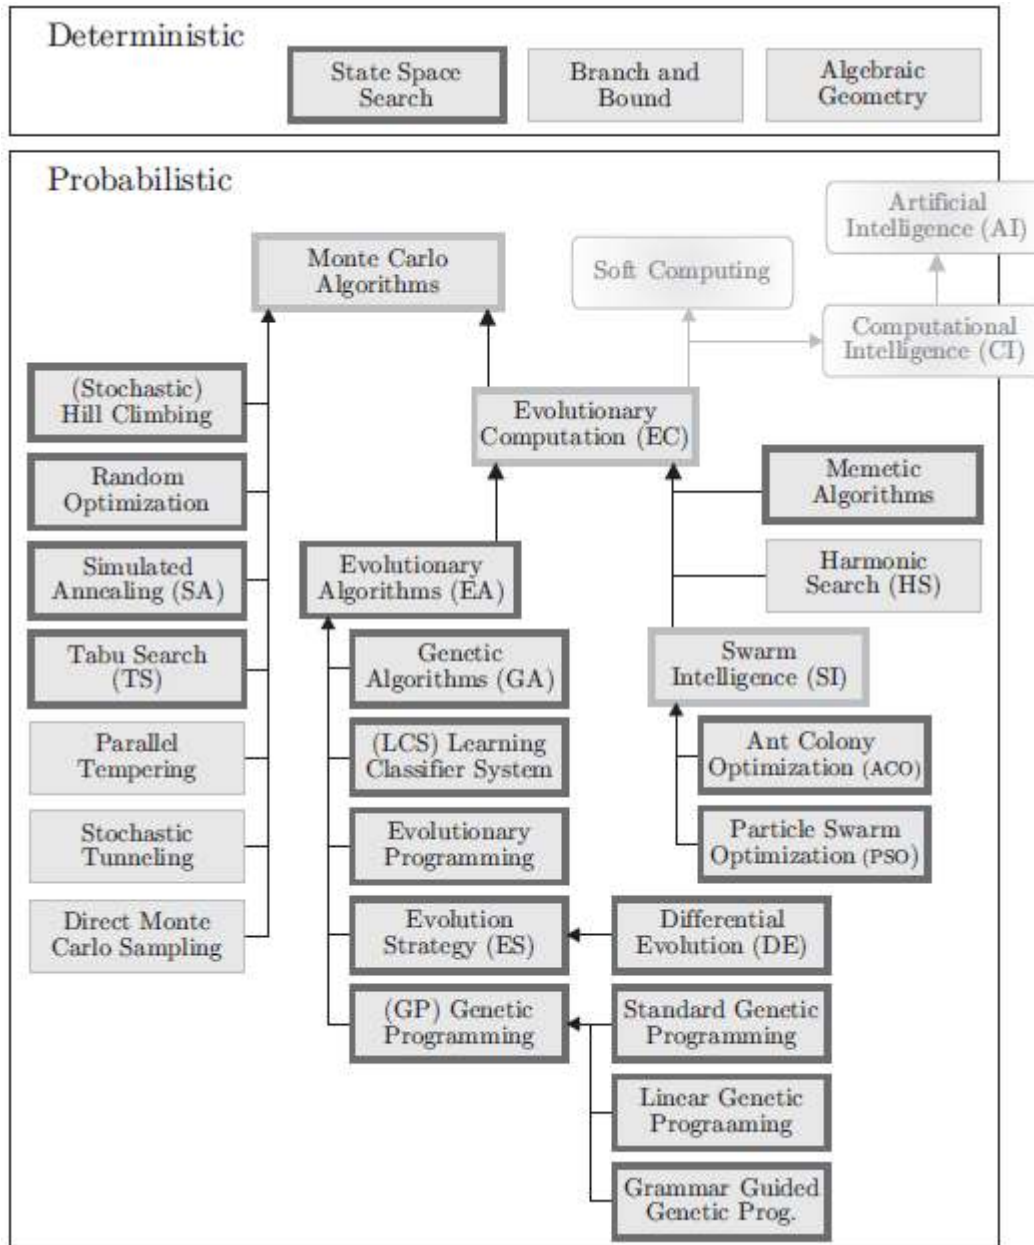 Deterministic
State Space
Search
Branch and
Bound
Algebraic
Geometry
Probabilistic
Artificial
Intelligence (AI)
Monte Carlo
Algorithms
Soft Computing
Computational
Intelligence (CI)
(Stochastic)
Hill Climbing
Evolutionary
Computation (EC)
Random
Optimization
Memetic
Algorithms
Simulated
Annealing (SA)
Evolutionary
Algorithms (EA)
Harmonic
Search (HS)
Tabu Search
(TS)
Genetic
Algorithms (GA)
Swarm
Intelligence (SI)
Parallel
Tempering
(LCS) Learning
Classifier System
Ant Colony
Optimization (ACO)
Stochastic
Tunneling
Evolutionary
Programming
Particle Swarm
Optimization (PSO)
Direct Monte
Carlo Sampling
Evolution
Strategy (ES)
Differential
Evolution (DE)
(GP) Genetic
Programming
Standard Genetic
Programming
Linear Genetic
Prograaming
Grammar Guided
Genetic Prog.